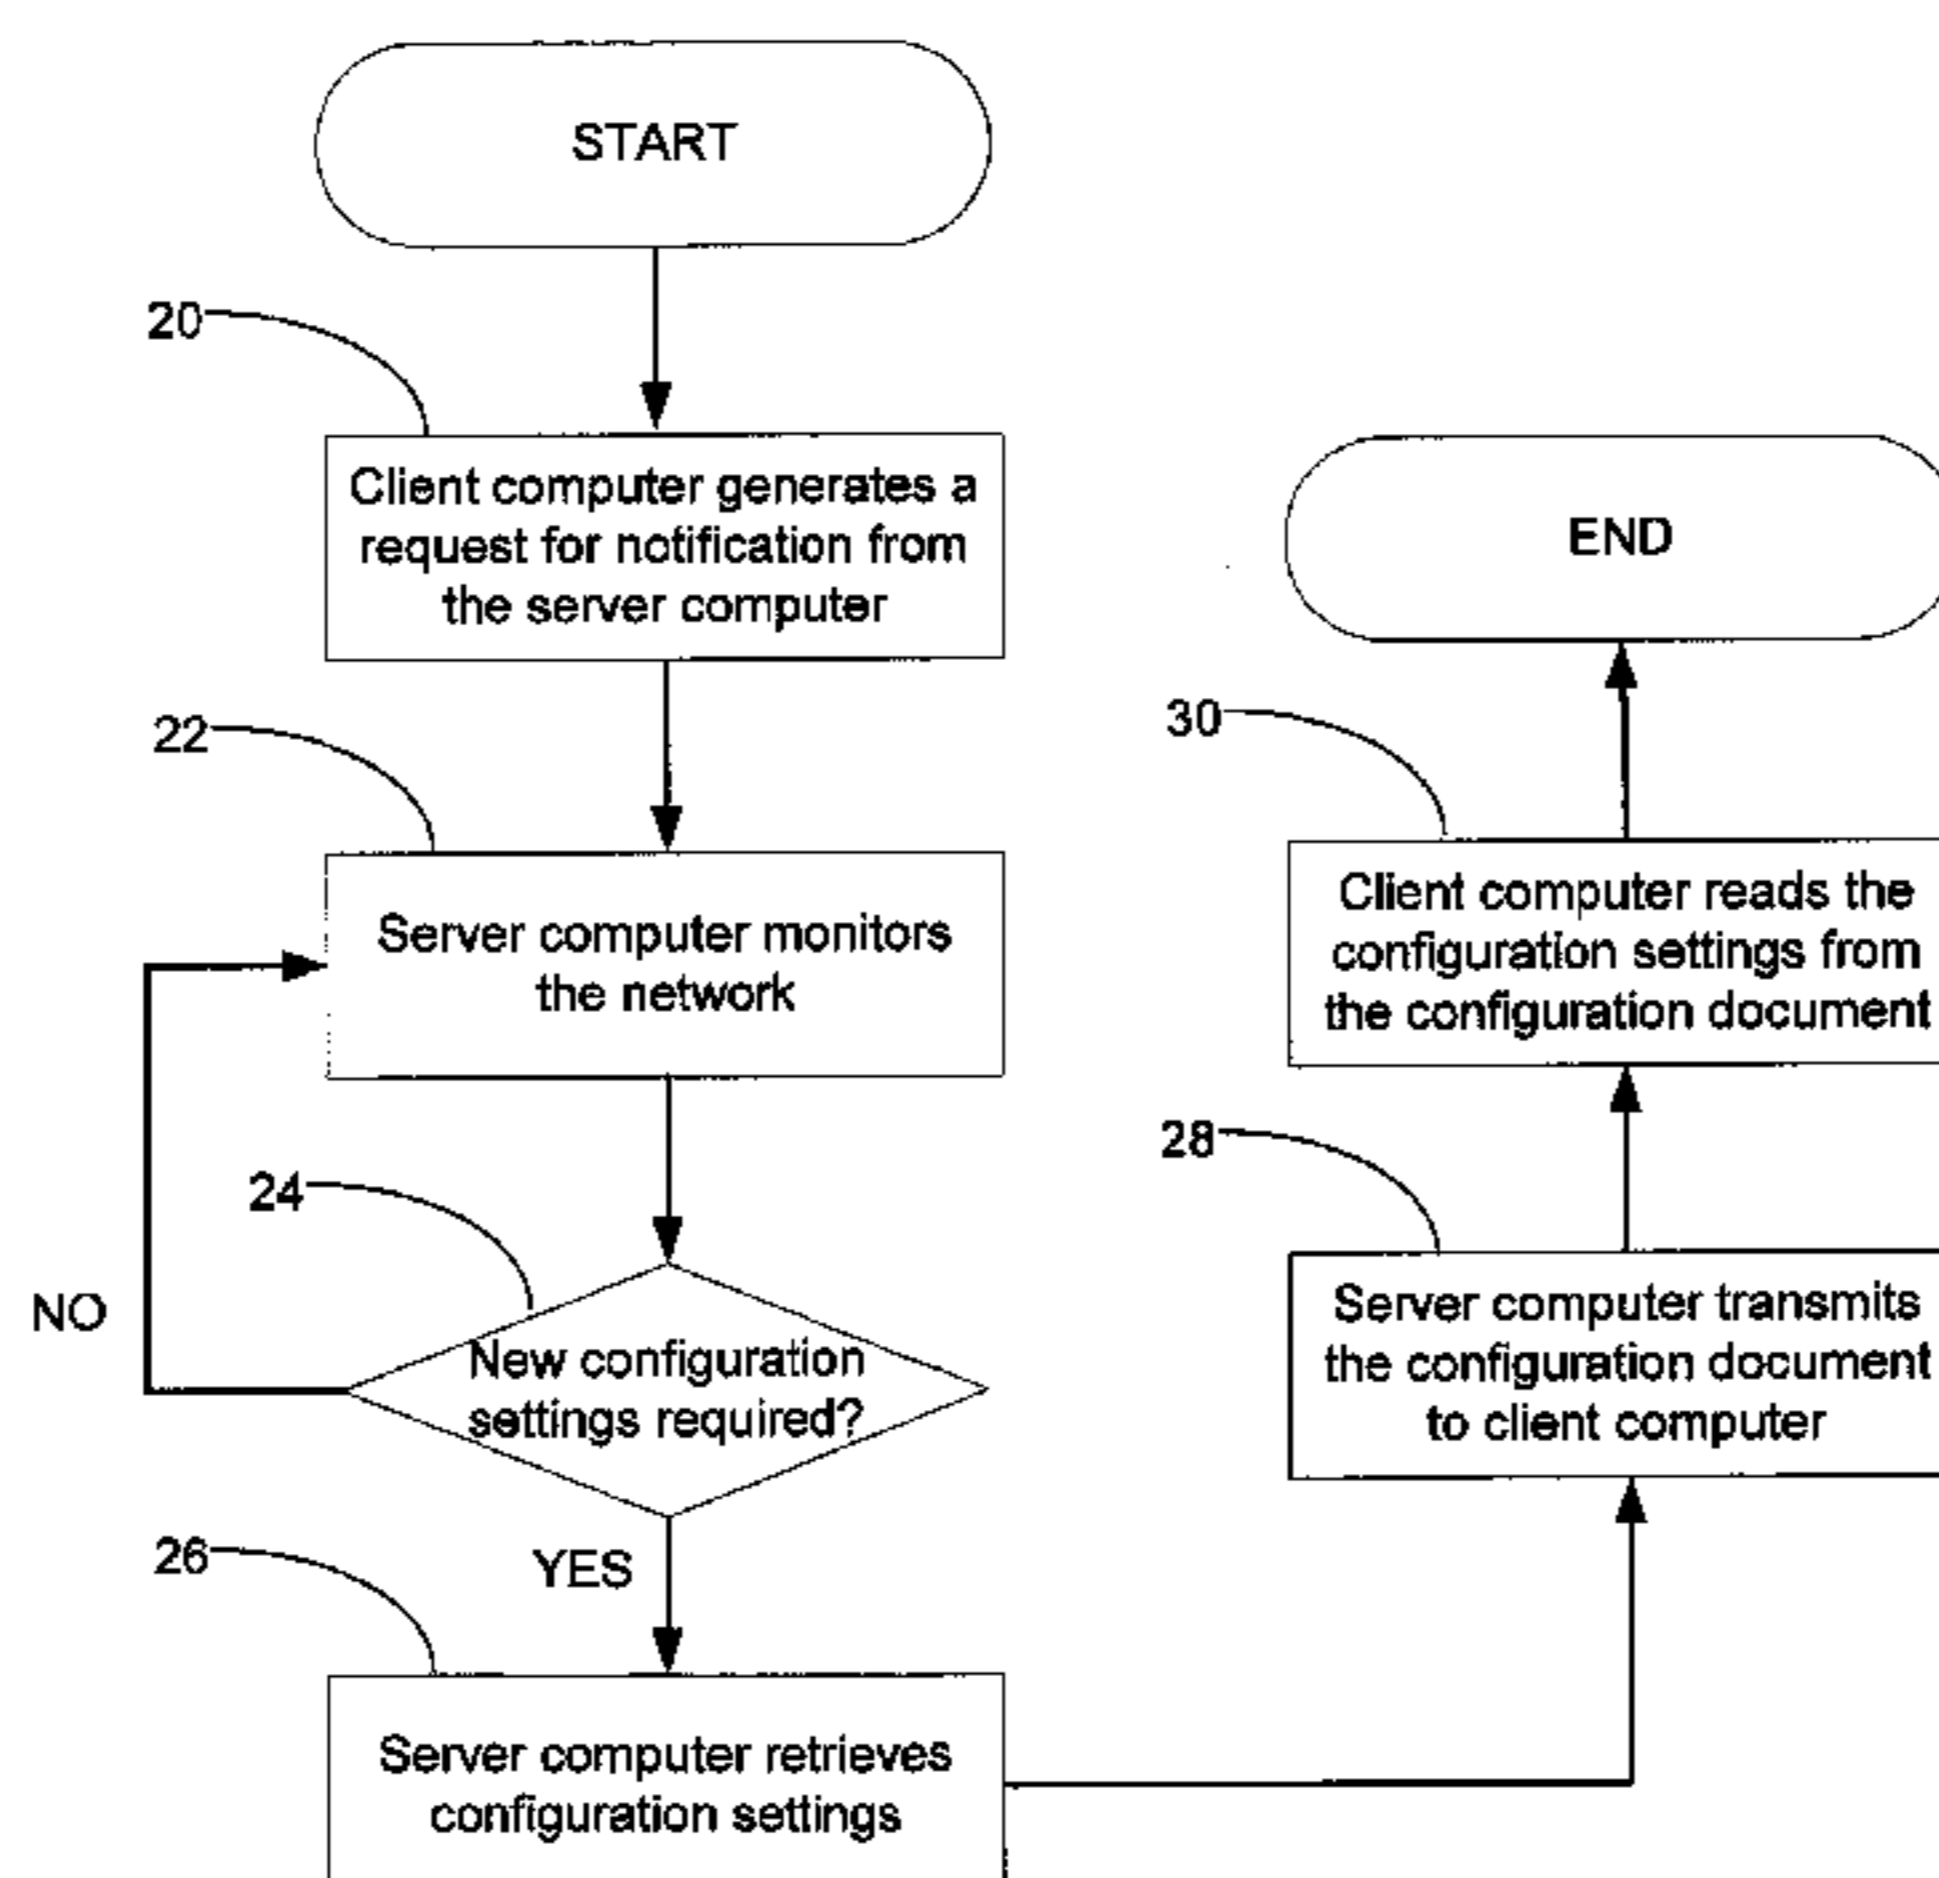 START
20
Client computer generates a
request for notification from
the server computer
22
Server computer monitors
the network
24
NO
New configuration
settings required?
YES
26
Server computer retrieves
configuration settings
END
30
Client computer reads the
configuration settings from
the configuration document
28
Server computer transmits
the configuration document
to client computer